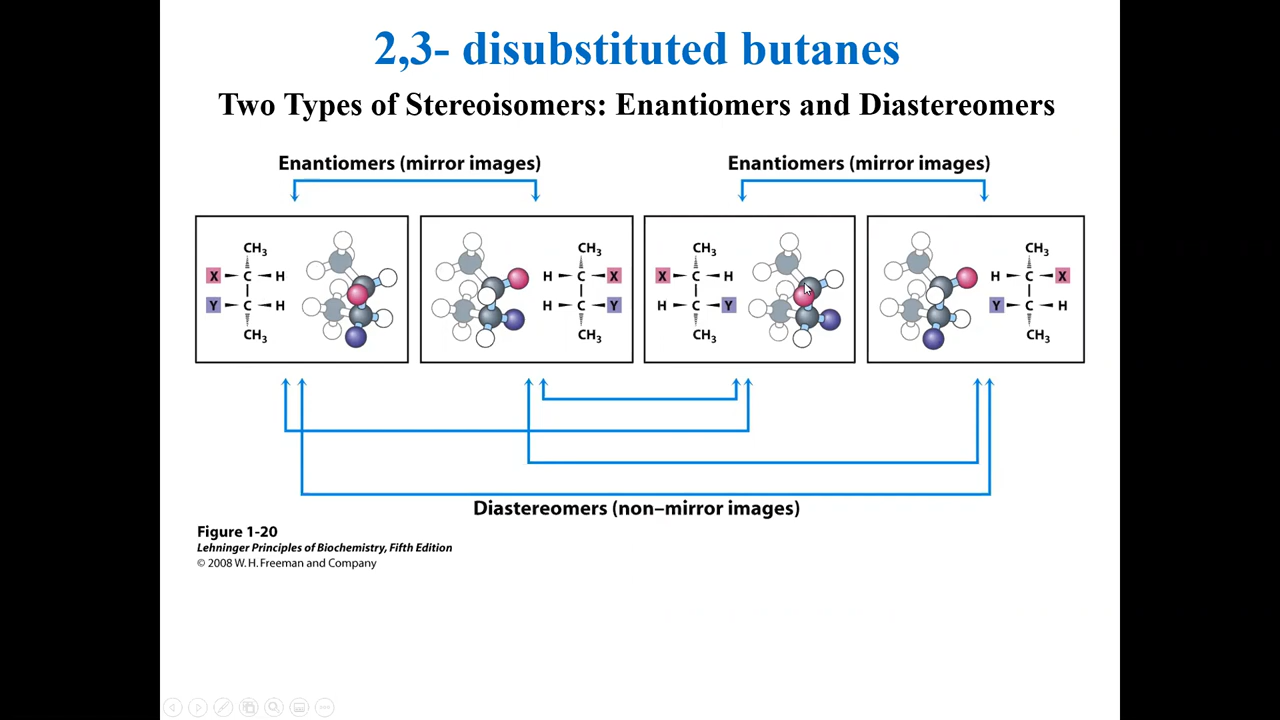 2,3- disubstituted butanes
Two Types of Stereoisomers: Enantiomers and Diastereomers
Enantiomers (mirror images)
Enantiomers (mirror images)
CH₃
X C H
Y C H
CH₃
CH₃
H C X
H C Y
CH₃
CH₃
X C H
H C Y
CH₃
CH₃
H C X
Y C H
CH₃
Diastereomers (non–mirror images)
Figure 1-20
Lehninger Principles of Biochemistry, Fifth Edition
© 2008 W. H. Freeman and Company